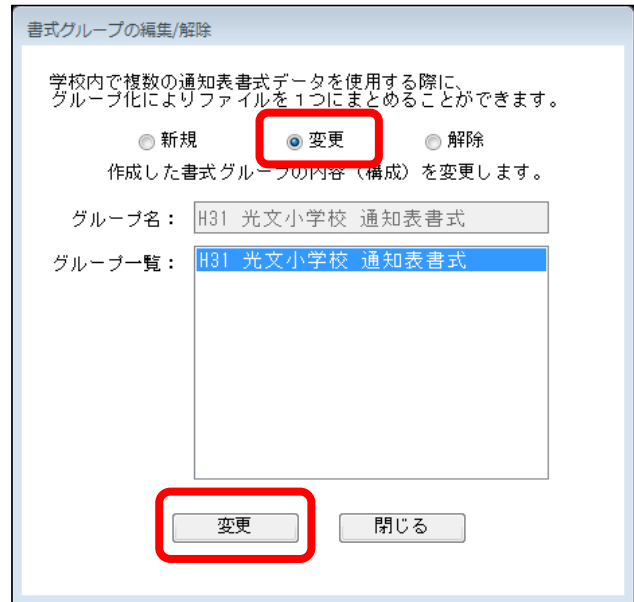 書式グループの編集/解除
学校内で複数の通知表書式データを使用する際に、
グループ化によりファイルを１つにまとめることができます。
新規 変更 解除
作成した書式グループの内容（構成）を変更します。
グループ名： H31 光文小学校 通知表書式
グループ一覧： H31 光文小学校 通知表書式
変更 閉じる